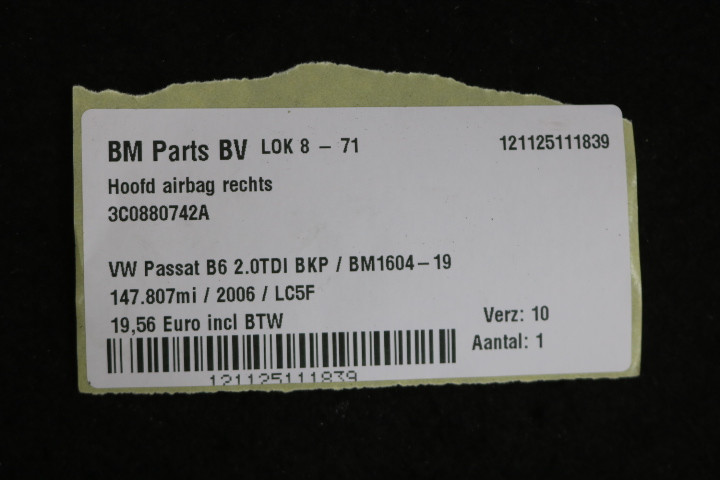 BM Parts BV LOK 8 – 71 121125111839
Hoofd airbag rechts
3C0880742A
VW Passat B6 2.0TDI BKP / BM1604–19
147.807mi / 2006 / LC5F
19,56 Euro incl BTW
Verz: 10
Aantal: 1
121125111839